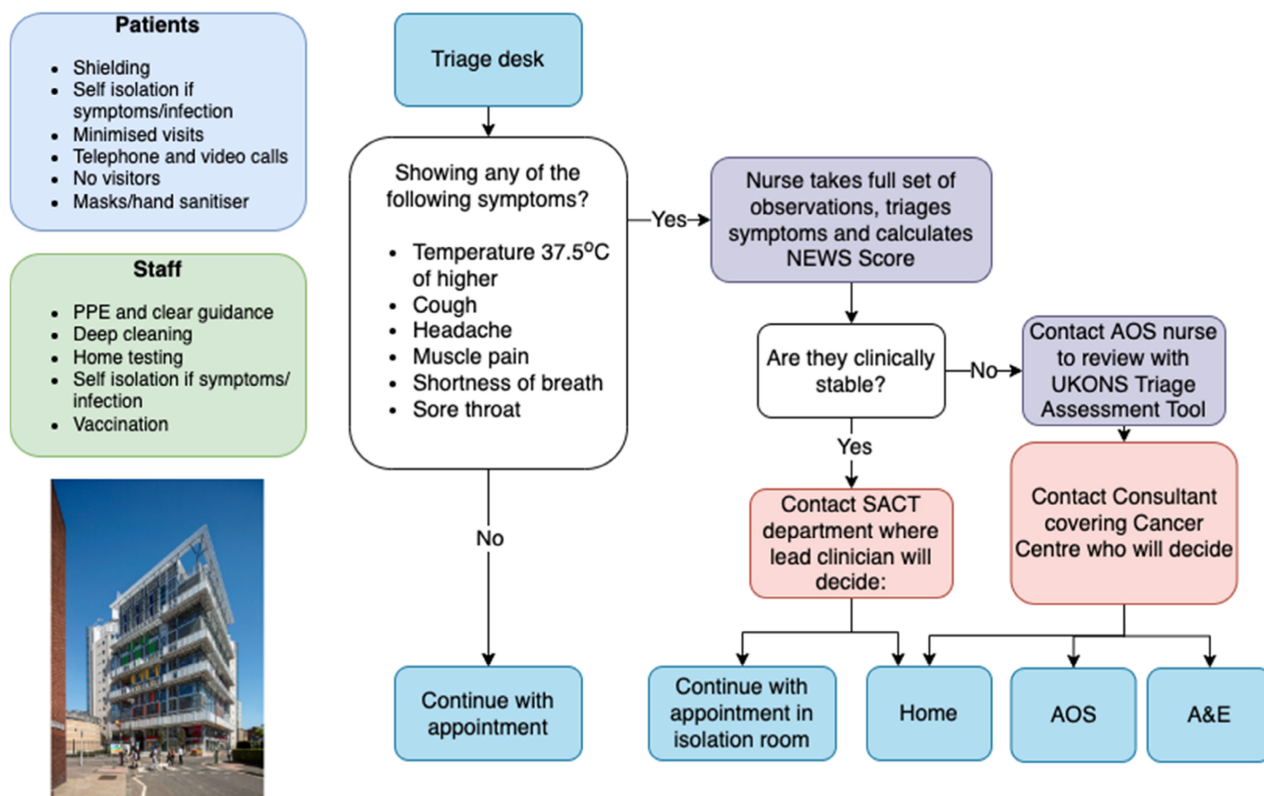 Patients
Shielding
Self isolation if
symptoms/infection
Minimised visits
Telephone and video calls
No visitors
Masks/hand sanitiser
Staff
PPE and clear guidance
Deep cleaning
Home testing
Self isolation if symptoms/
infection
Vaccination
Triage desk
Showing any of the
following symptoms?
Temperature 37.5⁰C
of higher
Cough
Headache
Muscle pain
Shortness of breath
Sore throat
Yes
No
Continue with
appointment
Nurse takes full set of
observations, triages
symptoms and calculates
NEWS Score
Are they clinically
stable?
No
Yes
Contact AOS nurse
to review with
UKONS Triage
Assessment Tool
Contact SACT
department where
lead clinician will
decide:
Contact Consultant
covering Cancer
Centre who will decide
Continue with
appointment in
isolation room
Home
AOS
A&E